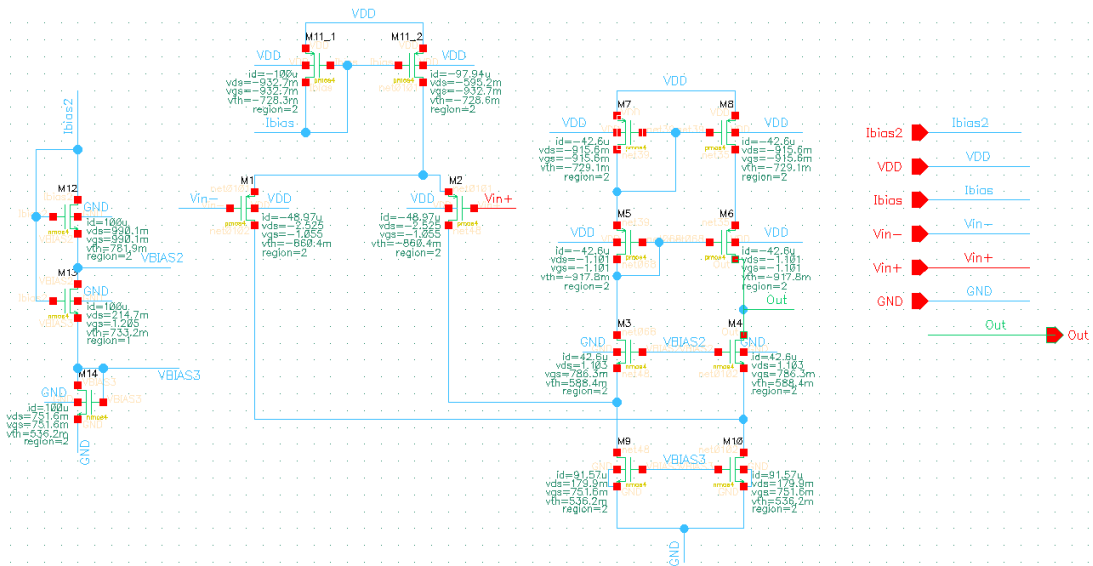 VDD
M11_1
M11_2
VDD
VDD
id=-100u
vds=-932.7m
vgs=-932.7m
vth=-728.3m
region=2
id=-97.94u
vds=-595.2m
vgs=-932.7m
vth=-728.6m
region=2
Ibias
Ibias2
M12
GND
id=100u
vds=990.1m
vgs=990.1m
vth=781.9m
region=2
VBIAS2
M13
GND
id=100u
vds=214.7m
vgs=1.205
vth=733.2m
region=1
VBIAS3
M14
GND
id=100u
vds=751.6m
vgs=751.6m
vth=536.2m
region=2
GND
M1
Vin-
VDD
id=-48.97u
vds=-2.525
vgs=-1.055
vth=-860.4m
region=2
M2
VDD
Vin+
id=-48.97u
vds=-2.525
vgs=-1.055
vth=-860.4m
region=2
VDD
M7
M8
VDD
VDD
id=-42.6u
vds=-915.6m
vgs=-915.6m
vth=-729.1m
region=2
id=-42.6u
vds=-915.6m
vgs=-915.6m
vth=-729.1m
region=2
M5
M6
VDD
VDD
id=-42.6u
vds=-1.101
vgs=-1.101
vth=-917.8m
region=2
id=-42.6u
vds=-1.101
vgs=-1.101
vth=-917.8m
region=2
Out
M3
M4
GND
VBIAS2
GND
id=42.6u
vds=1.103
vgs=786.3m
vth=588.4m
region=2
id=42.6u
vds=1.103
vgs=786.3m
vth=588.4m
region=2
M9
M10
VBIAS3
id=91.57u
vds=179.9m
vgs=751.6m
vth=536.2m
region=2
id=91.57u
vds=179.9m
vgs=751.6m
vth=536.2m
region=2
GND
Ibias2 Ibias2
VDD VDD
Ibias Ibias
Vin- Vin-
Vin+ Vin+
GND GND
Out Out